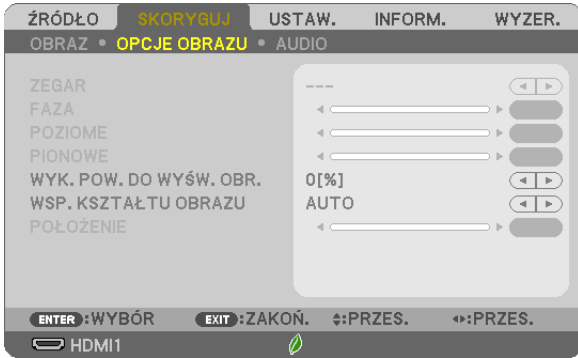 ŹRÓDŁO SKORYGUJ USTAW. INFORM. WYZER.
OBRAZ • OPCJE OBRAZU • AUDIO
ZEGAR ---
FAZA
POZIOME
PIONOWE
WYK. POW. DO WYŚW. OBR. 0[%]
WSP. KSZTAŁTU OBRAZU AUTO
POŁOŻENIE
ENTER :WYBÓR EXIT :ZAKOŃ. :PRZES. :PRZES.
HDMI1